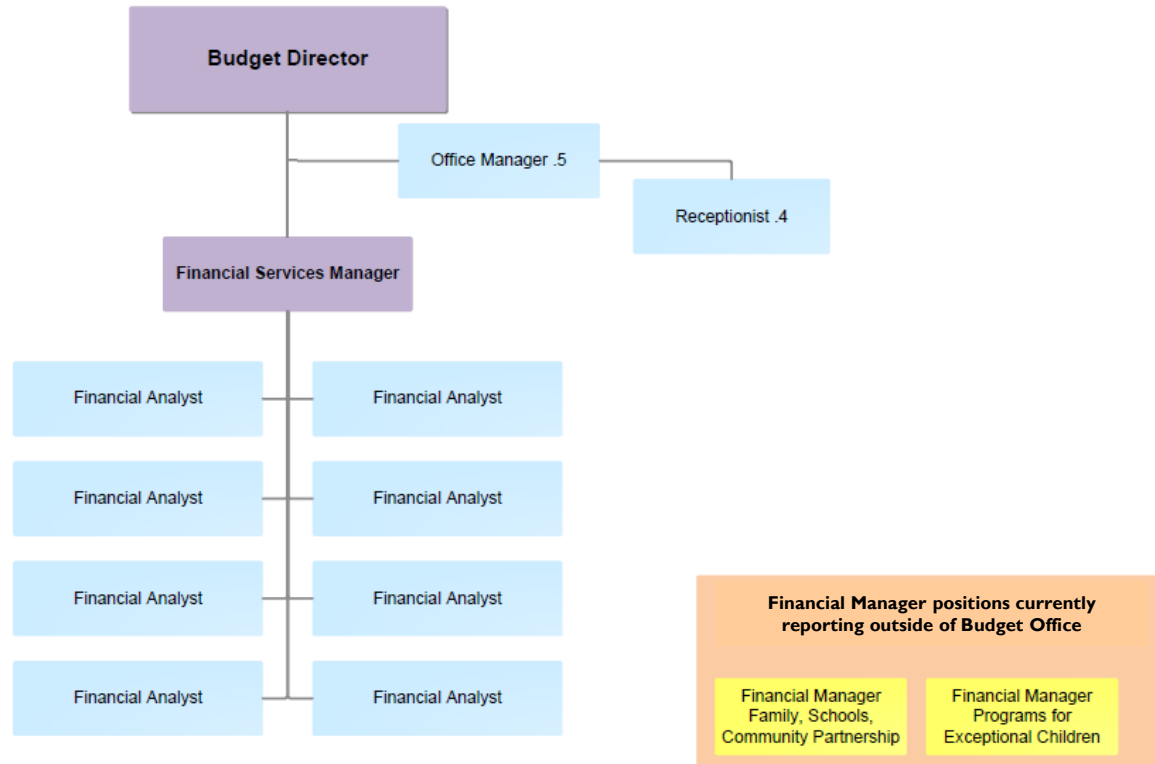 Budget Director
Office Manager .5
Receptionist .4
Financial Services Manager
Financial Analyst
Financial Analyst
Financial Analyst
Financial Analyst
Financial Analyst
Financial Analyst
Financial Analyst
Financial Analyst
Financial Manager positions currently
reporting outside of Budget Office
Financial Manager
Family, Schools,
Community Partnership
Financial Manager
Programs for
Exceptional Children